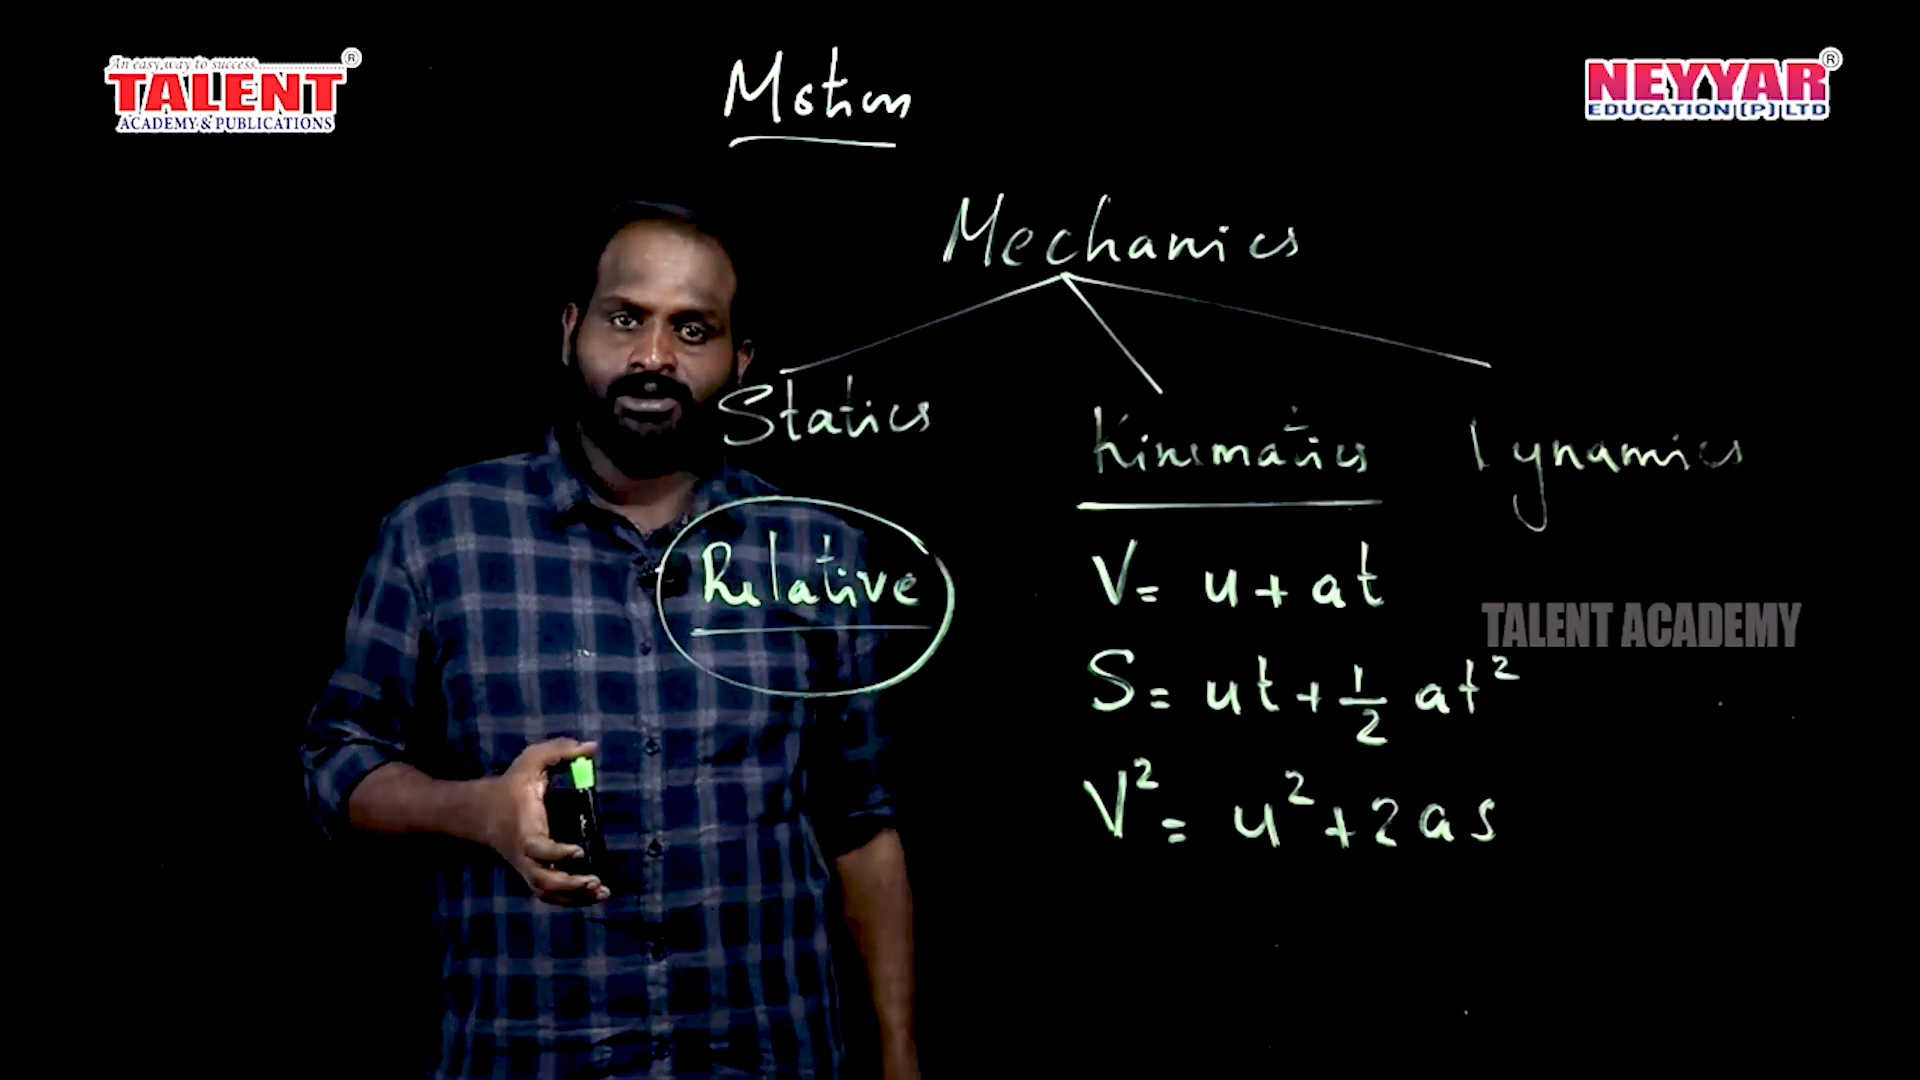 An easy way to success
TALENT®
ACADEMY & PUBLICATIONS
Motion
NEYYAR®
EDUCATION (P) LTD
Mechanics
Statics Kinematics Dynamics
Relative
V = u + at
TALENT ACADEMY
S = ut + 1/2 at²
V² = u² + 2as